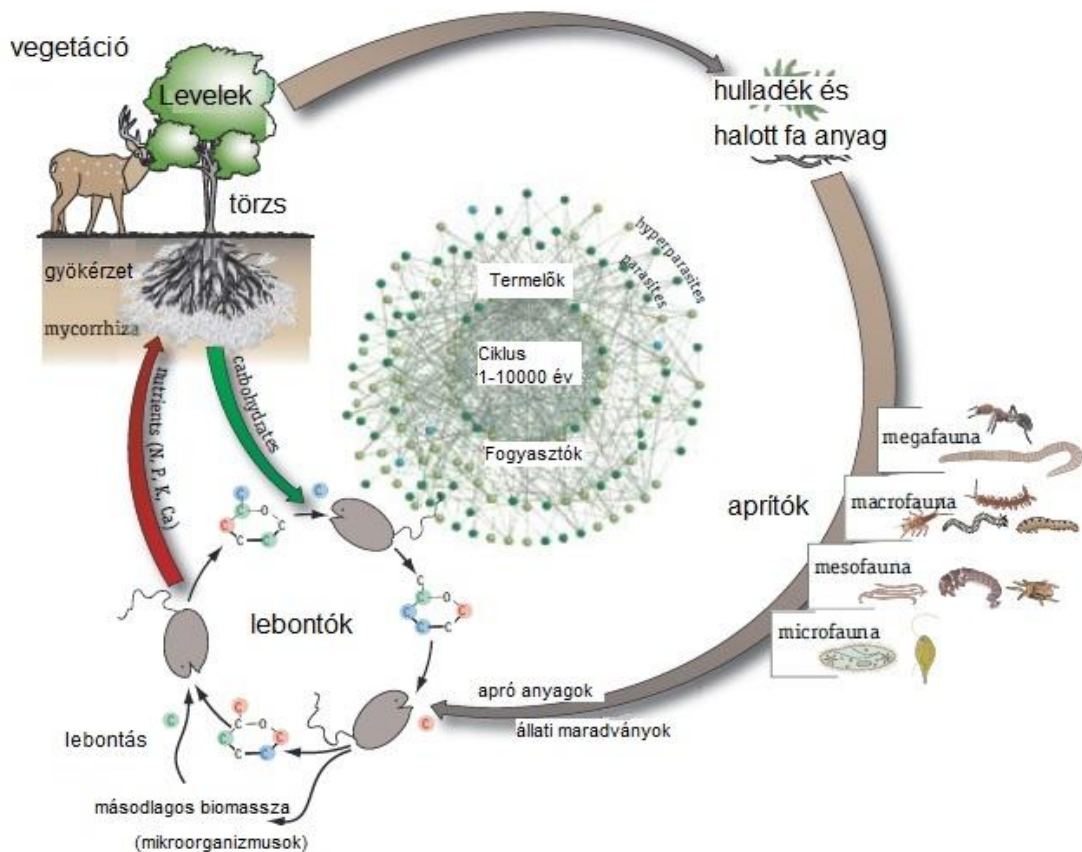 vegetáció
Levelek
törzs
gyökérzet
mycorrhiza
nutrients (N, P, K, Ca)
carbohydrates
hulladék és
halott fa anyag
hyperparasites
parasites
Termelők
Ciklus
1-10000 év
Fogyasztók
aprítók
megafauna
macrofauna
mesofauna
microfauna
apró anyagok
állati maradványok
lebontók
C
C
O
C
C
C
C
C
C
C
O
C
C
C
C
C
C
C
C
O
C
C
C
C
C
lebontás
másodlagos biomassza
(mikroorganizmusok)